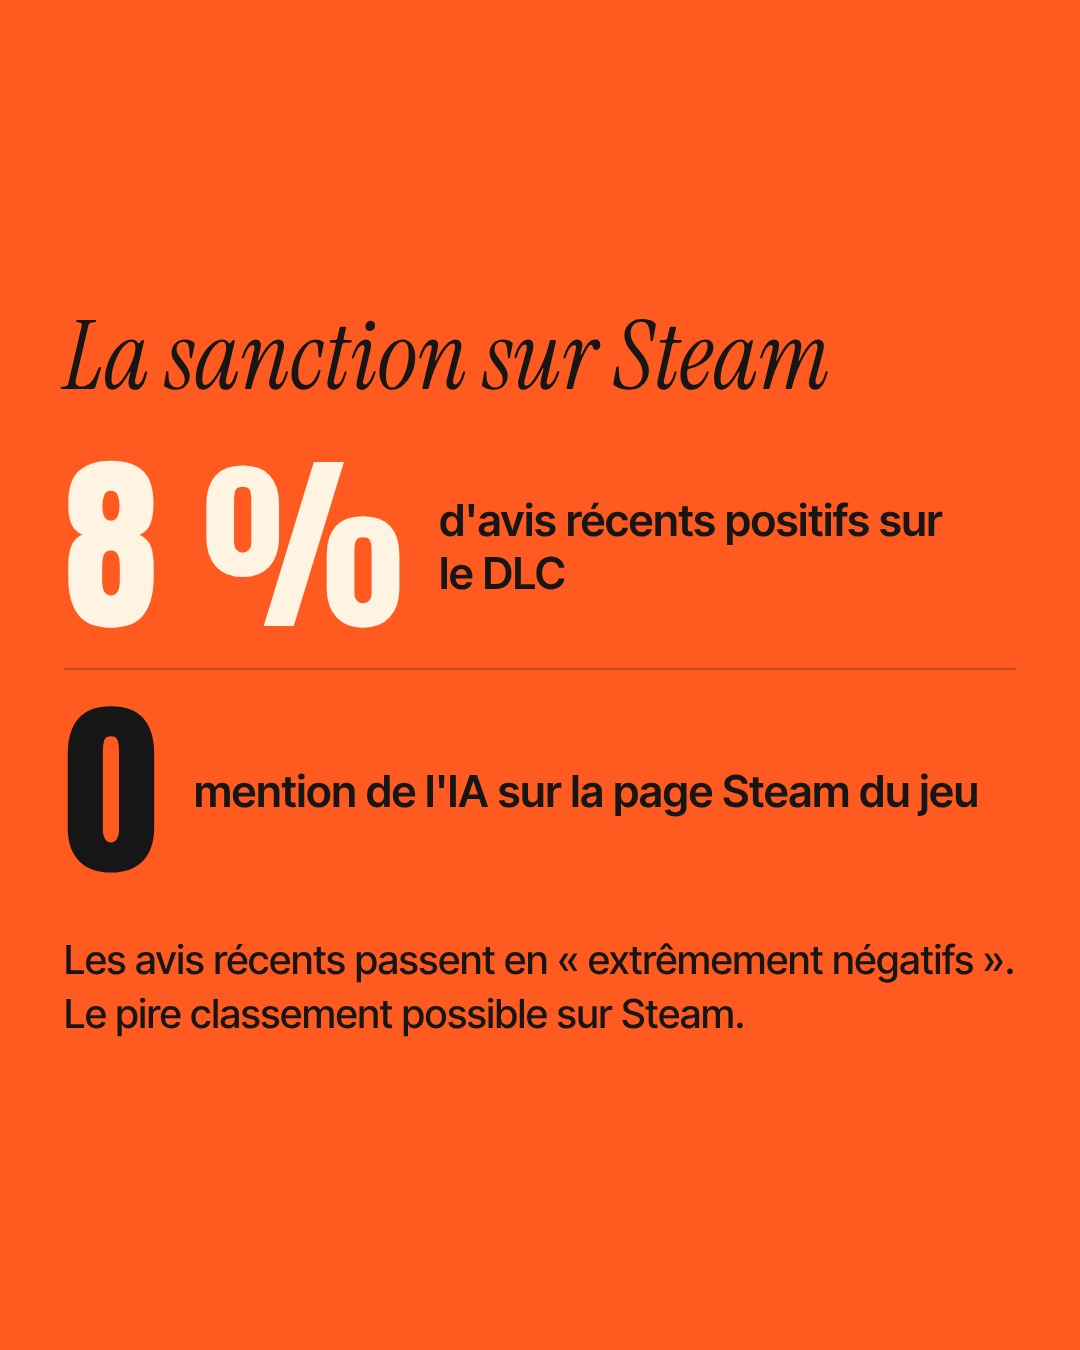 La sanction sur Steam
8 %
d'avis récents positifs sur
le DLC
0
mention de l'IA sur la page Steam du jeu
Les avis récents passent en « extrêmement négatifs ».
Le pire classement possible sur Steam.